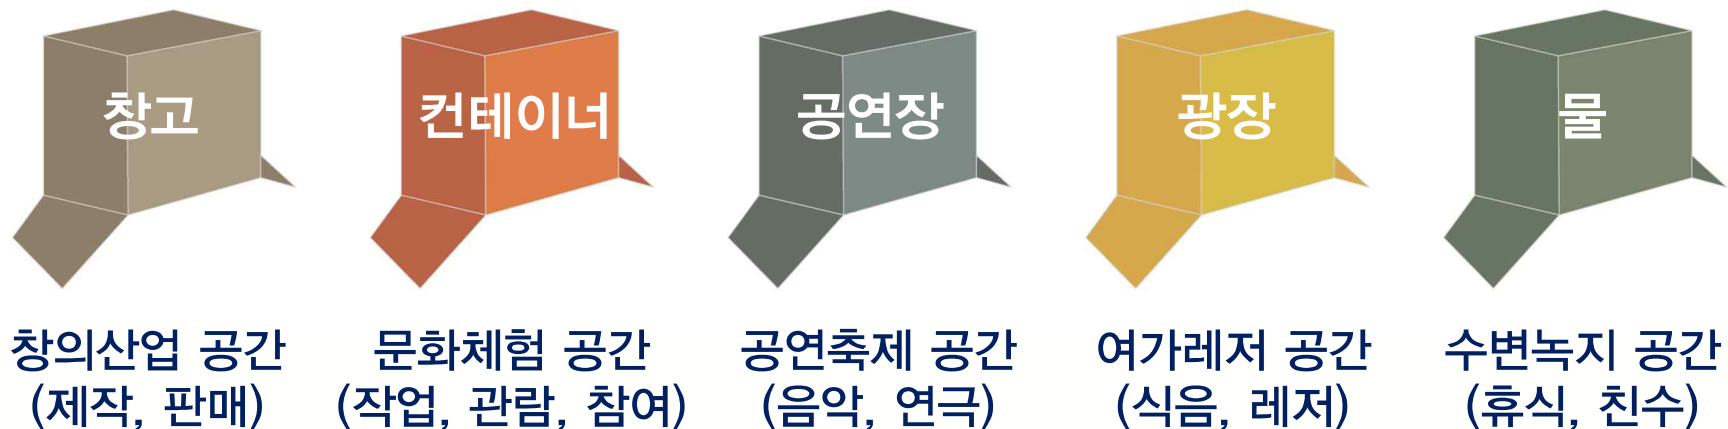 창고 컨테이너 공연장 광장 물
창의산업 공간 문화체험 공간 공연축제 공간 여가레저 공간 수변녹지 공간
(제작, 판매) (작업, 관람, 참여) (음악, 연극) (식음, 레저) (휴식, 친수)